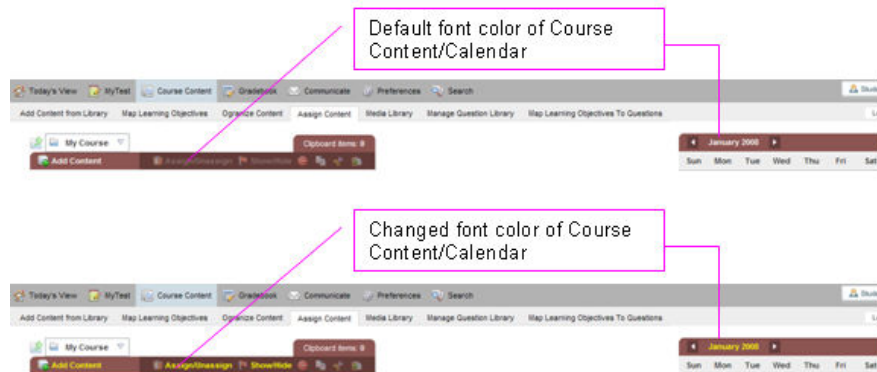 Default font color of Course
Content/Calendar
Today's View MyTest Course Content Gradebook Communicate Preferences Search
Add Content from Library Map Learning Objectives Ogranize Content Assign Content Media Library Manage Question Library Map Learning Objectives To Questions
My Course Clipboard items: 0 January 2008
Add Content Assign/Unassign Show/Hide Sun Mon Tue Wed Thu Fri Sat
Changed font color of Course
Content/Calendar
Today's View MyTest Course Content Gradebook Communicate Preferences Search
Add Content from Library Map Learning Objectives Ogranize Content Assign Content Media Library Manage Question Library Map Learning Objectives To Questions
My Course Clipboard items: 0 January 2008
Add Content Assign/Unassign Show/Hide Sun Mon Tue Wed Thu Fri Sat